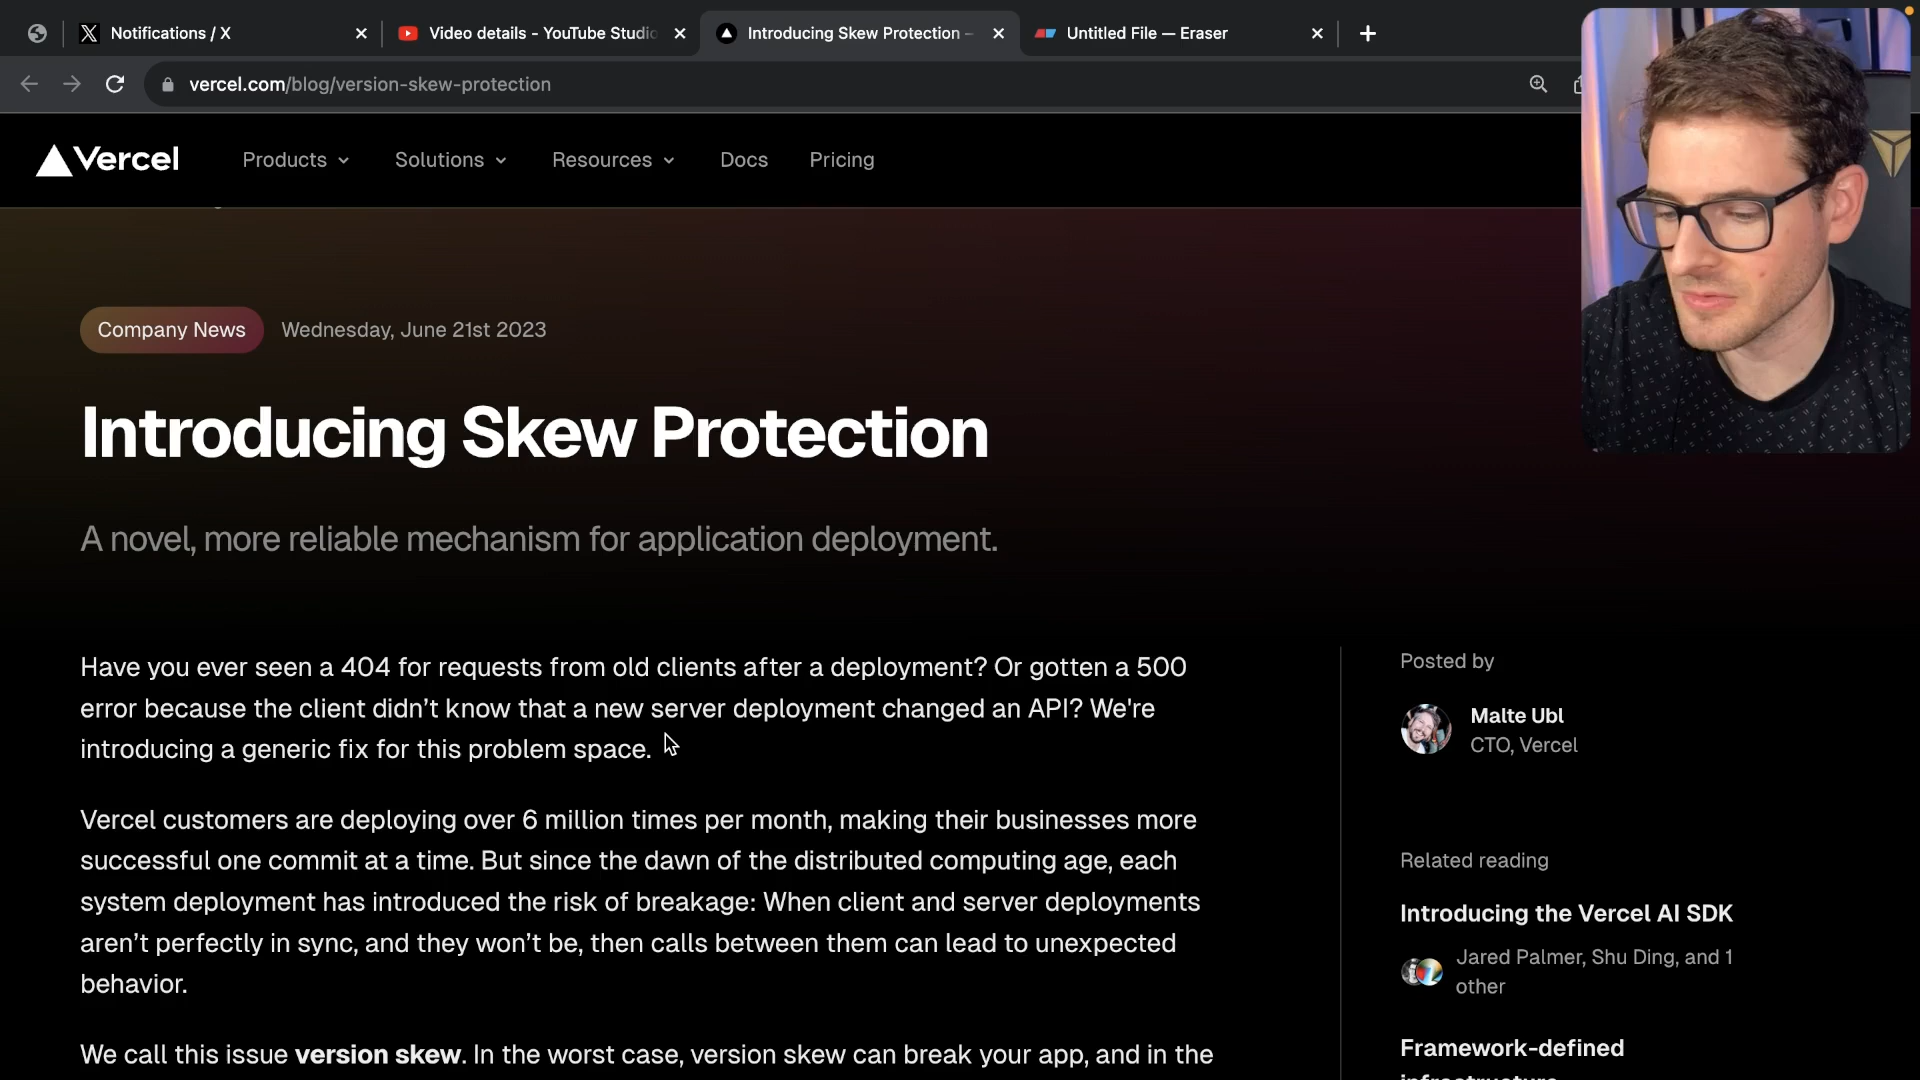 Notifications / X
Video details - YouTube Studio
Introducing Skew Protection –
Untitled File — Eraser
vercel.com/blog/version-skew-protection
Vercel
Products
Solutions
Resources
Docs
Pricing
Company News
Wednesday, June 21st 2023
Introducing Skew Protection
A novel, more reliable mechanism for application deployment.
Have you ever seen a 404 for requests from old clients after a deployment? Or gotten a 500
error because the client didn’t know that a new server deployment changed an API? We're
introducing a generic fix for this problem space.
Vercel customers are deploying over 6 million times per month, making their businesses more
successful one commit at a time. But since the dawn of the distributed computing age, each
system deployment has introduced the risk of breakage: When client and server deployments
aren’t perfectly in sync, and they won’t be, then calls between them can lead to unexpected
behavior.
We call this issue version skew. In the worst case, version skew can break your app, and in the
Posted by
Malte Ubl
CTO, Vercel
Related reading
Introducing the Vercel AI SDK
Jared Palmer, Shu Ding, and 1
other
Framework-defined
infrastructure